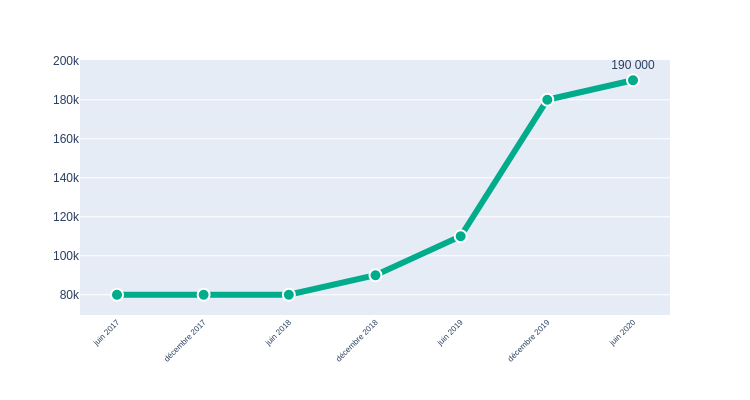 200k
190 000
180k
160k
140k
120k
100k
80k
juin 2017
décembre 2017
juin 2018
décembre 2018
juin 2019
décembre 2019
juin 2020